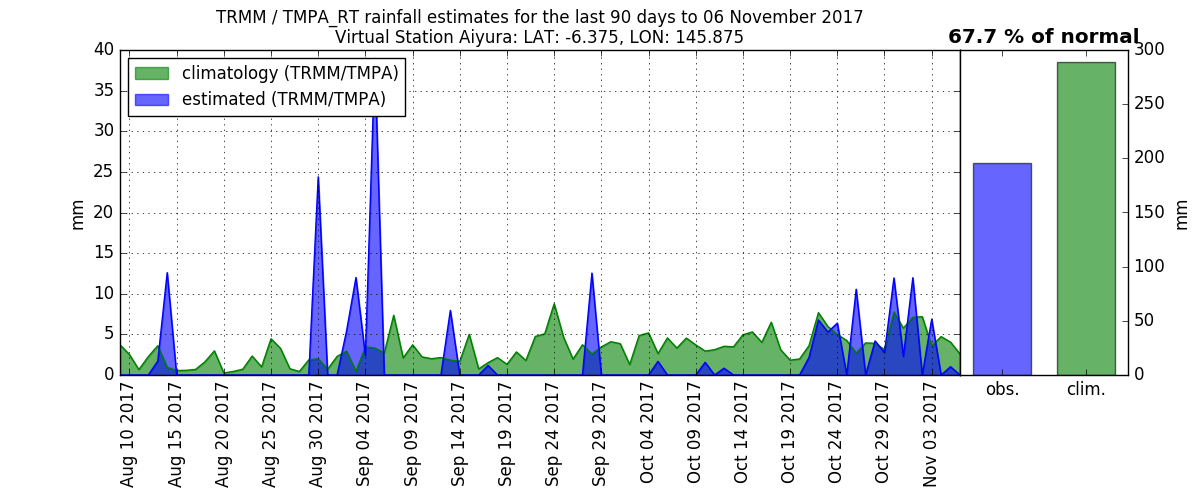 TRMM / TMPA_RT rainfall estimates for the last 90 days to 06 November 2017
Virtual Station Aiyura: LAT: -6.375, LON: 145.875
67.7 % of normal
climatology (TRMM/TMPA)
estimated (TRMM/TMPA)
40
35
30
25
20
15
10
5
0
mm
Aug 10 2017
Aug 15 2017
Aug 20 2017
Aug 25 2017
Aug 30 2017
Sep 04 2017
Sep 09 2017
Sep 14 2017
Sep 19 2017
Sep 24 2017
Sep 29 2017
Oct 04 2017
Oct 09 2017
Oct 14 2017
Oct 19 2017
Oct 24 2017
Oct 29 2017
Nov 03 2017
obs.
clim.
300
250
200
150
100
50
0
mm